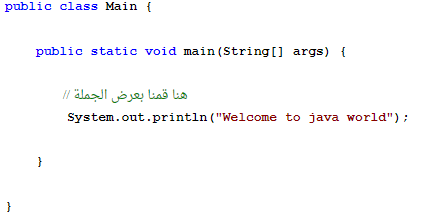 public class Main {
public static void main(String[] args) {
// هنا قمنا بعرض الجملة
System.out.println("Welcome to java world");
}
}